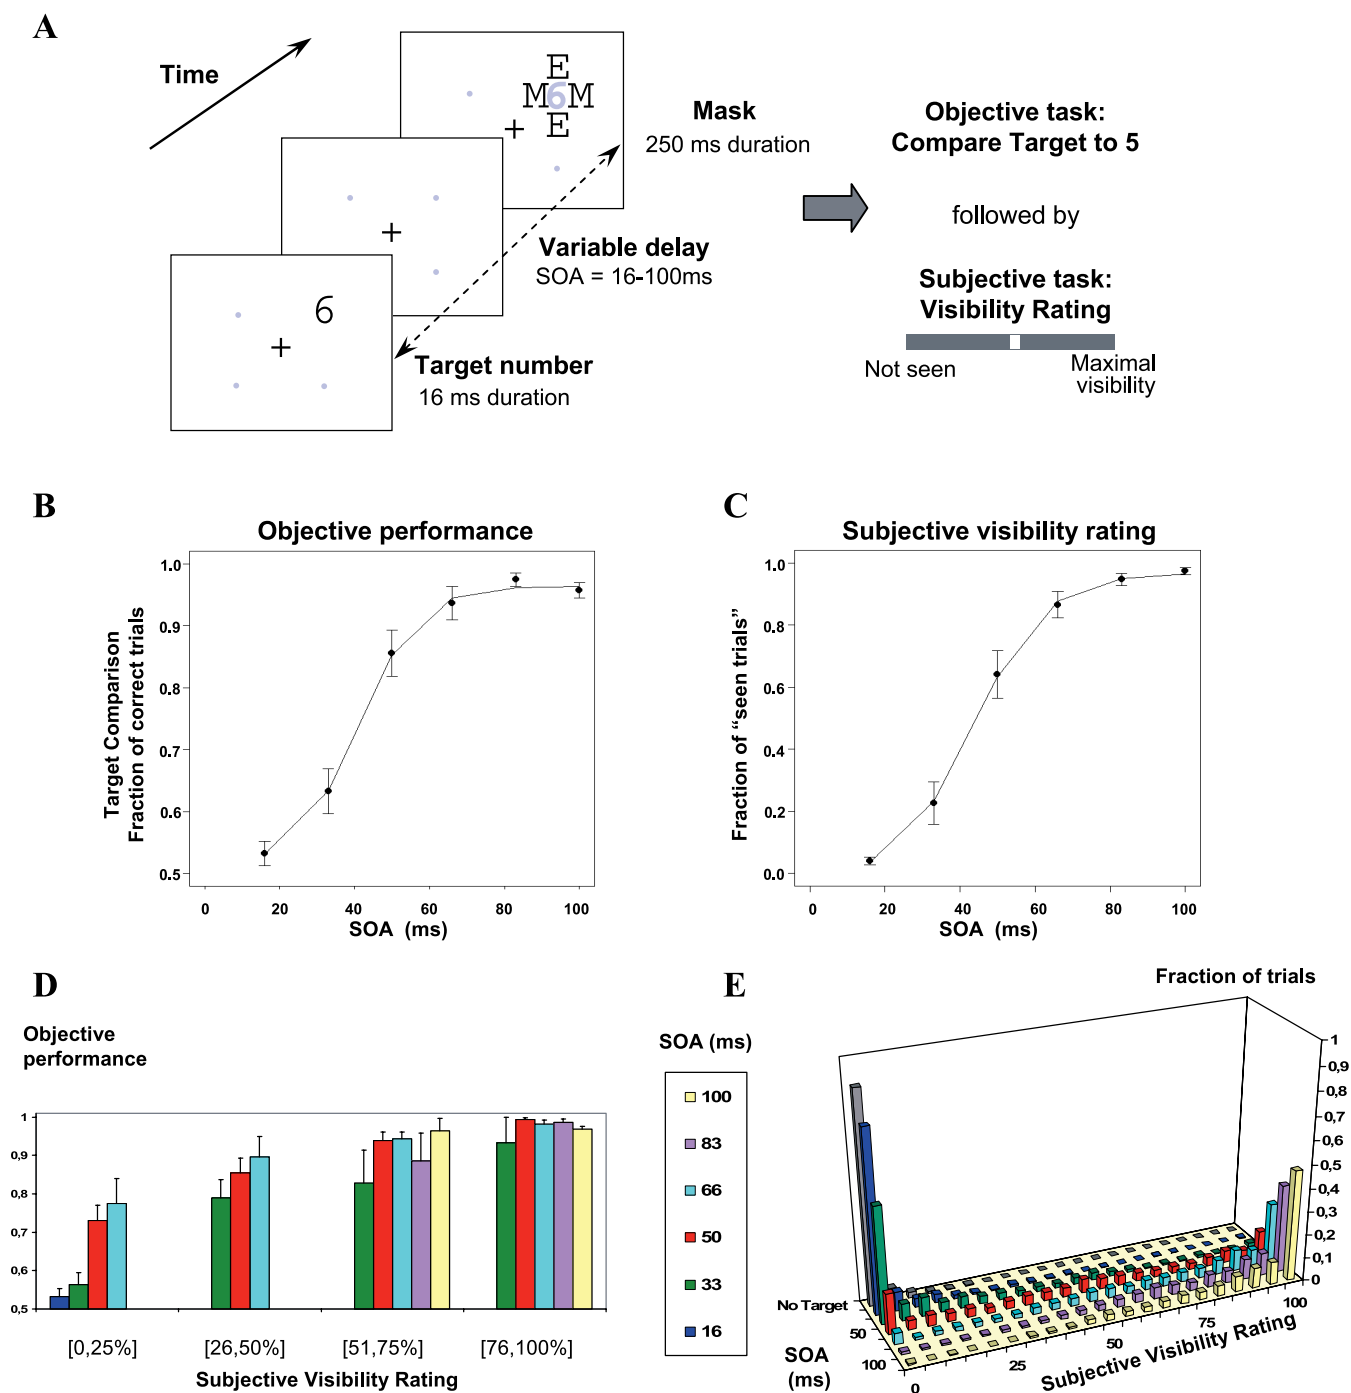 A
Time
E
M6M
E
+
Mask
250 ms duration
+
Variable delay
SOA = 16-100ms
6
+
Target number
16 ms duration
Objective task:
Compare Target to 5
followed by
Subjective task:
Visibility Rating
Not seen
Maximal
visibility
B
Objective performance
Target Comparison
Fraction of correct trials
1.0
0.9
0.8
0.7
0.6
0.5
0 20 40 60 80 100
SOA (ms)
C
Subjective visibility rating
Fraction of “seen trials”
1.0
0.8
0.6
0.4
0.2
0.0
0 20 40 60 80 100
SOA (ms)
D
Objective
performance
1
0,9
0,8
0,7
0,6
0,5
[0,25%] [26,50%] [51,75%] [76,100%]
Subjective Visibility Rating
SOA (ms)
100
83
66
50
33
16
E
Fraction of trials
1
0,9
0,8
0,7
0,6
0,5
0,4
0,3
0,2
0,1
0
No Target
50
100
SOA
(ms)
0
25
50
75
100
Subjective Visibility Rating